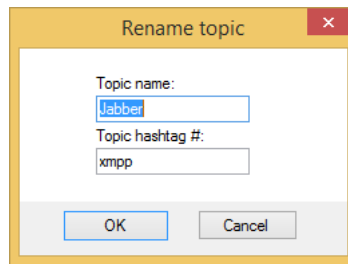 Rename topic
Topic name:
Jabber
Topic hashtag #:
xmpp
OK Cancel